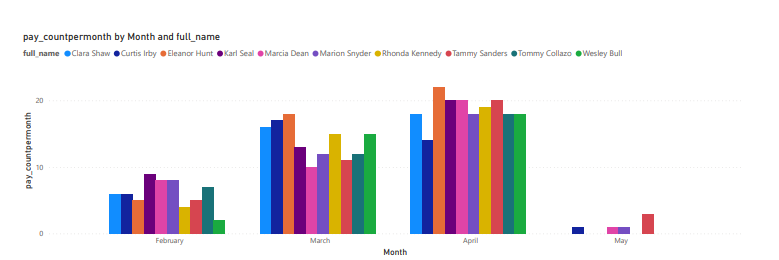 pay_countpermonth by Month and full_name
full_name Clara Shaw Curtis Irby Eleanor Hunt Karl Seal Marcia Dean Marion Snyder Rhonda Kennedy Tammy Sanders Tommy Collazo Wesley Bull
pay_countpermonth
20
10
0
February March April May
Month